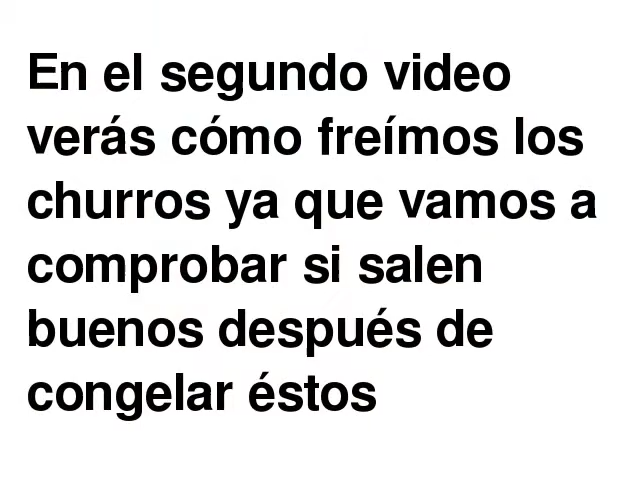 En el segundo video
verás cómo freímos los
churros ya que vamos a
comprobar si salen
buenos después de
congelar éstos